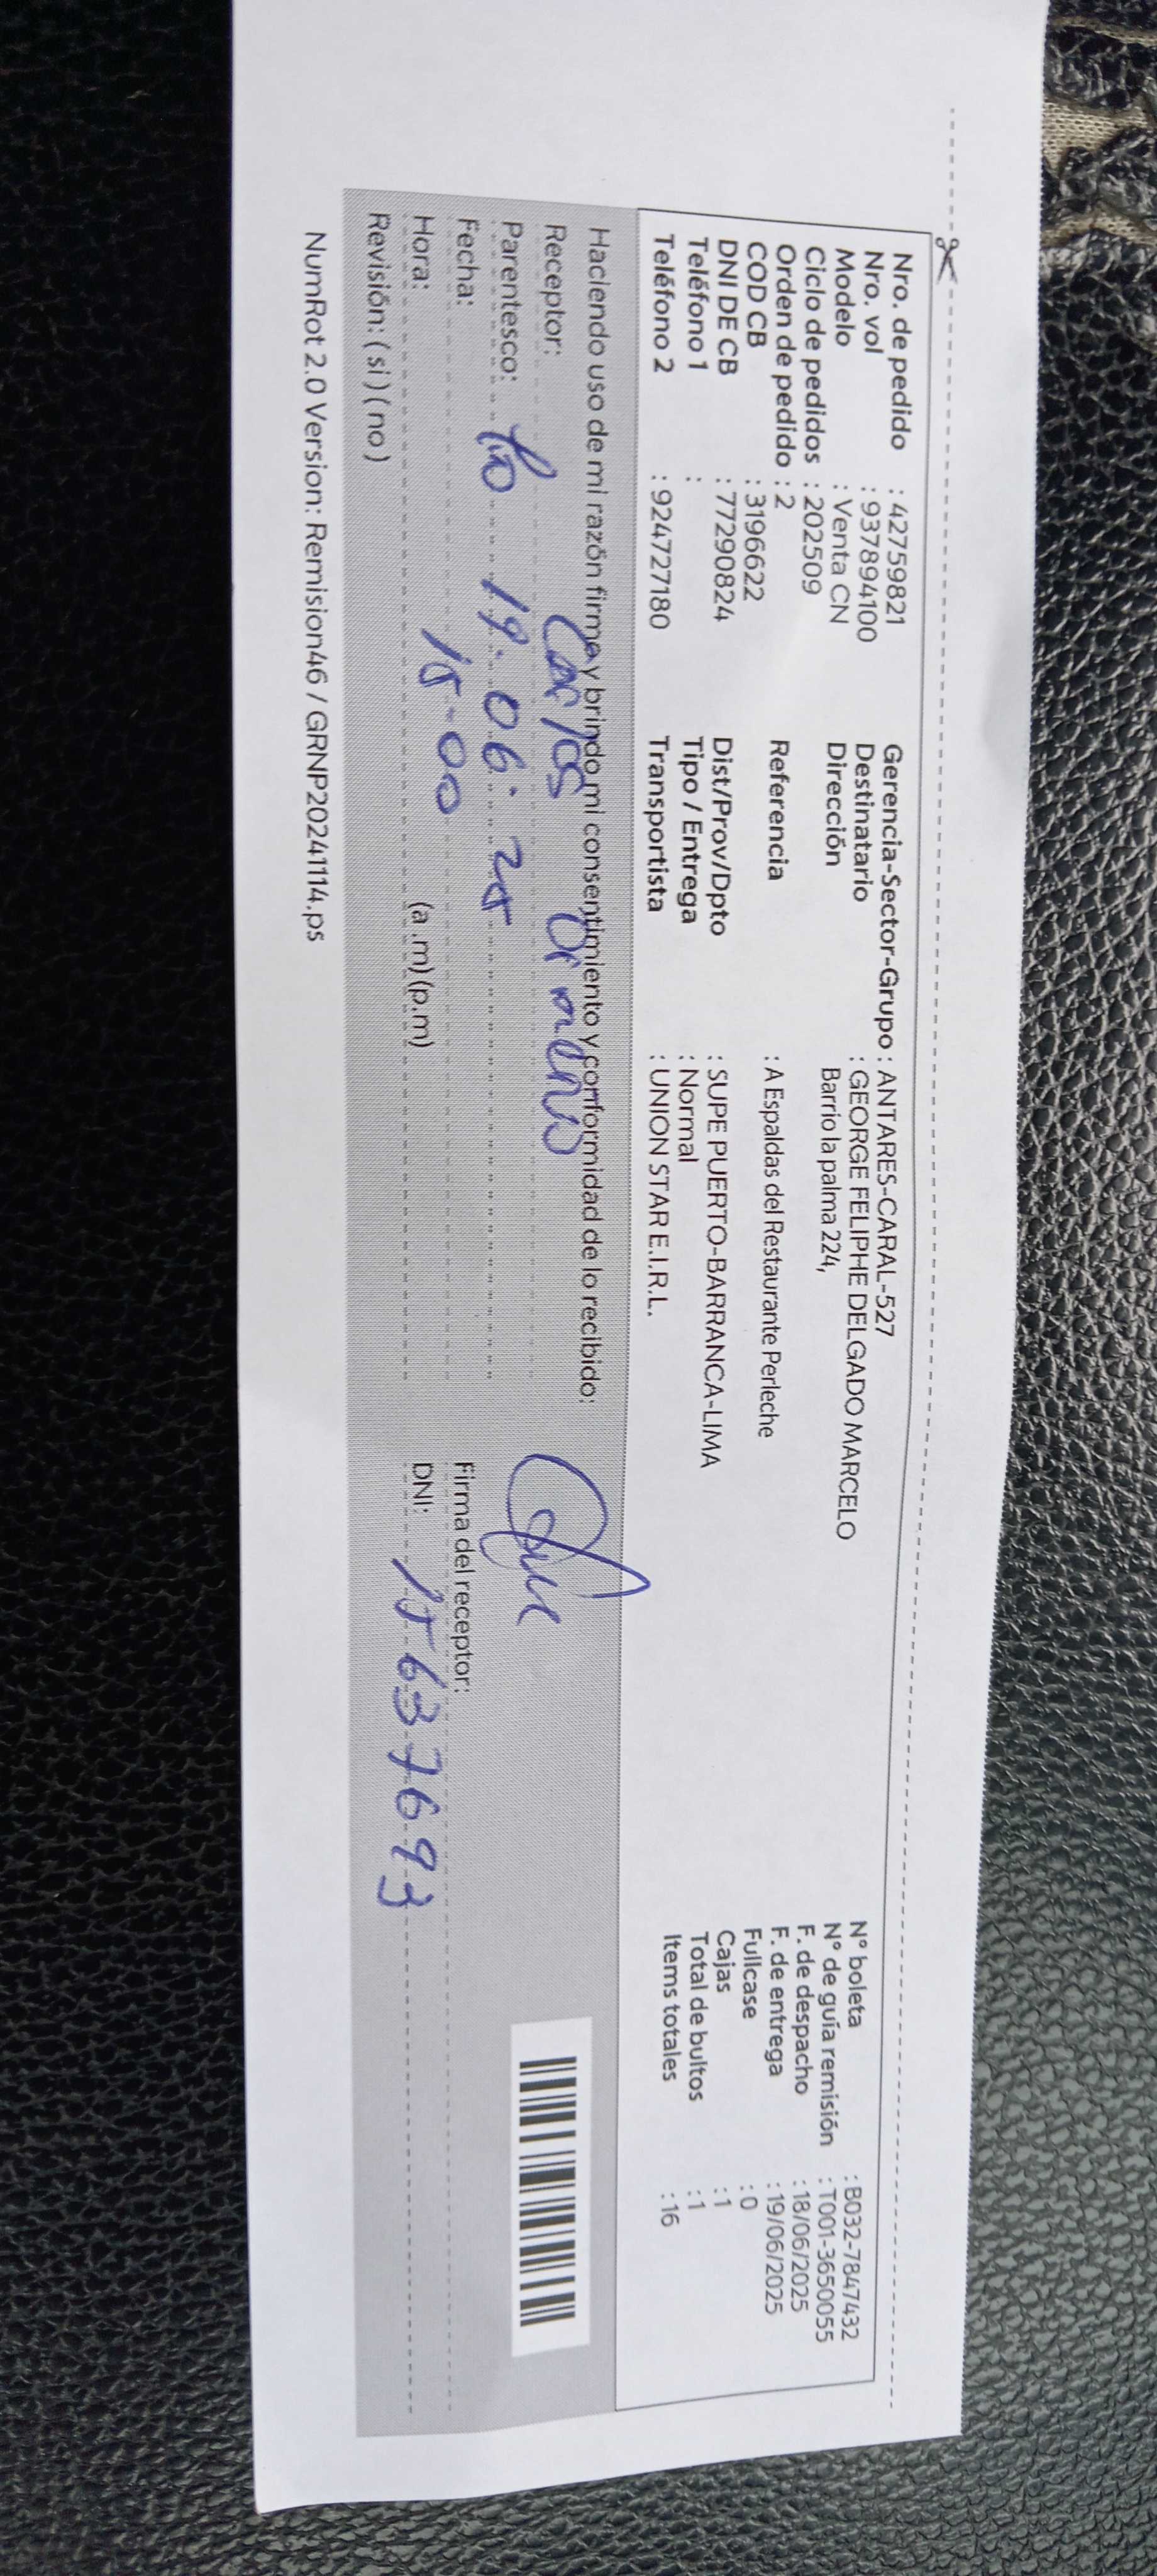 Nro. de pedido : 42759821
Nro. vol : 937894100
Modelo : Venta CN
Ciclo de pedidos : 202509
Orden de pedido : 2
COD CB : 3196622
DNI DE CB : 77290824
Teléfono 1 :
Teléfono 2 : 924727180
Gerencia-Sector-Grupo : ANTARES-CARAL-527
Destinatario : GEORGE FELIPHE DELGADO MARCELO
Dirección Barrio la palma 224,
Referencia : A Espaldas del Restaurante Perleche
Dist/Prov/Dpto : SUPE PUERTO-BARRANCA-LIMA
Tipo / Entrega : Normal
Transportista : UNION STAR E.I.R.L.
N° boleta : B032-7847432
N° de guía remisión : T001-3650055
F. de despacho : 18/06/2025
F. de entrega : 19/06/2025
Fullcase : 0
Cajas : 1
Total de bultos : 1
Items totales : 16
Haciendo uso de mi razón firme y brindo mi consentimiento y conformidad de lo recibido:
Receptor: Carlos
Parentesco:
Fecha: 19.06.25
Hora: 15-00 (a.m) (p.m)
Revisión: ( si ) ( no )
Firma del receptor:
DNI: 15637693
NumRot 2.0 Version: Remision46 / GRNP20241114.ps